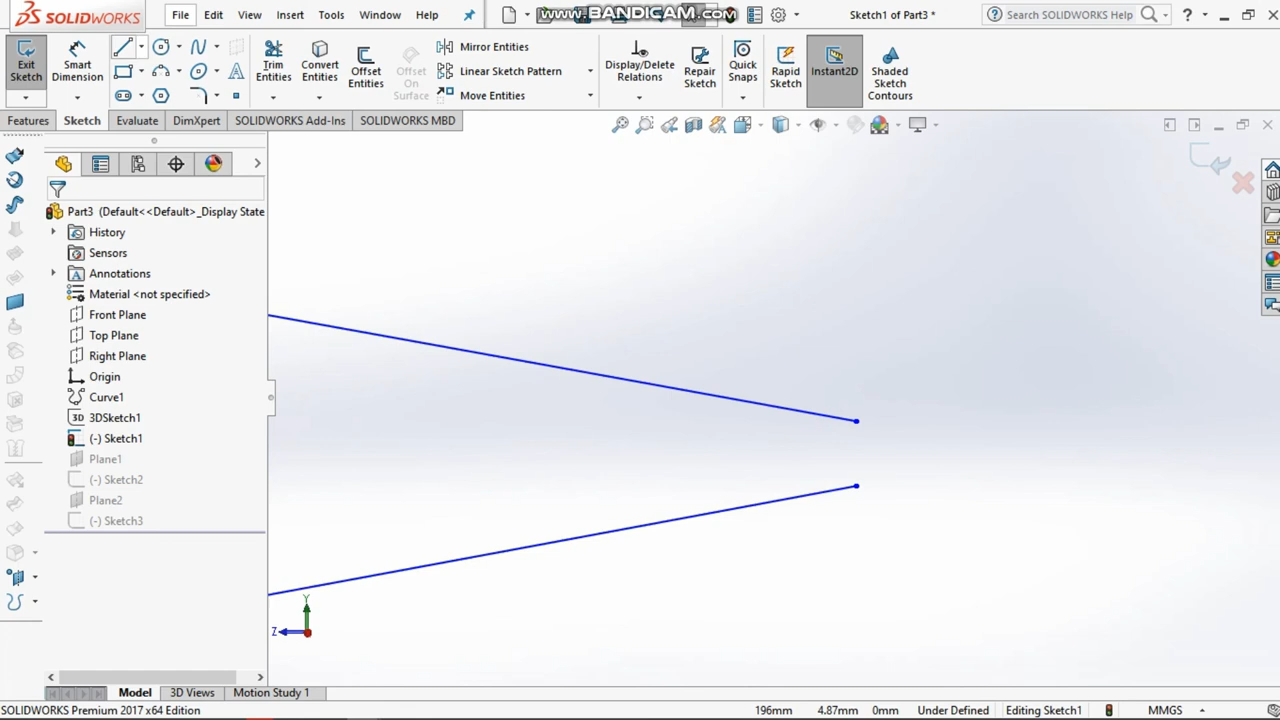 SOLIDWORKS
File Edit View Insert Tools Window Help
www.BANDICAM.com
Sketch1 of Part3 *
Search SOLIDWORKS Help
?
Exit Sketch
Smart Dimension
Trim Entities
Convert Entities
Offset Entities
Offset On Surface
Mirror Entities
Linear Sketch Pattern
Move Entities
Display/Delete Relations
Repair Sketch
Quick Snaps
Rapid Sketch
Instant2D
Shaded Sketch Contours
Features Sketch Evaluate DimXpert SOLIDWORKS Add-Ins SOLIDWORKS MBD
Part3 (Default<<Default>_Display State
History
Sensors
Annotations
Material <not specified>
Front Plane
Top Plane
Right Plane
Origin
Curve1
3D 3DSketch1
(-) Sketch1
Plane1
(-) Sketch2
Plane2
(-) Sketch3
Y
Z
Model 3D Views Motion Study 1
SOLIDWORKS Premium 2017 x64 Edition
196mm 4.87mm 0mm Under Defined Editing Sketch1 MMGS